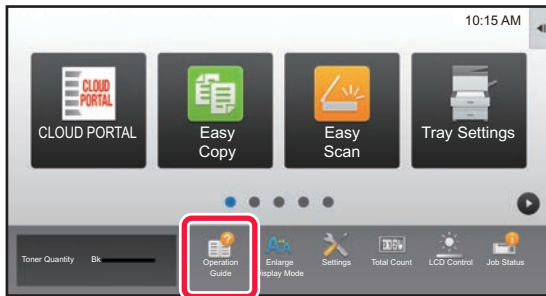 10:15 AM
CLOUD
PORTAL
CLOUD PORTAL
Easy
Copy
Easy
Scan
Tray Settings
Toner Quantity Bk
Operation
Guide
Enlarge
Display Mode
Settings
Total Count
LCD Control
Job Status